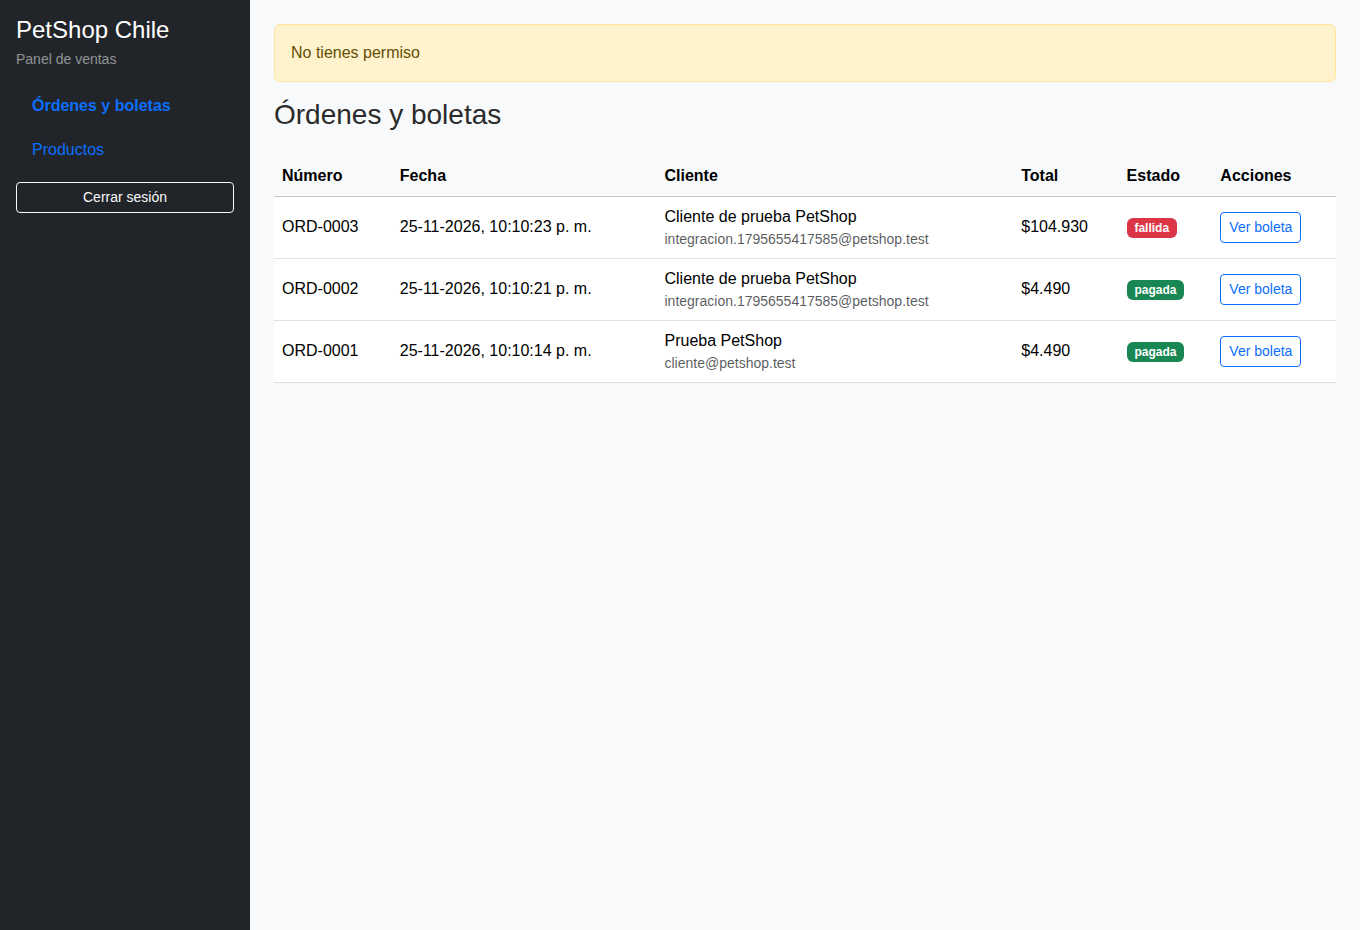 PetShop Chile
Panel de ventas
Órdenes y boletas
Productos
Cerrar sesión
No tienes permiso
Órdenes y boletas
Número Fecha Cliente Total Estado Acciones
ORD-0003 25-11-2026, 10:10:23 p. m. Cliente de prueba PetShop $104.930 fallida Ver boleta
integracion.1795655417585@petshop.test
ORD-0002 25-11-2026, 10:10:21 p. m. Cliente de prueba PetShop $4.490 pagada Ver boleta
integracion.1795655417585@petshop.test
ORD-0001 25-11-2026, 10:10:14 p. m. Prueba PetShop $4.490 pagada Ver boleta
cliente@petshop.test